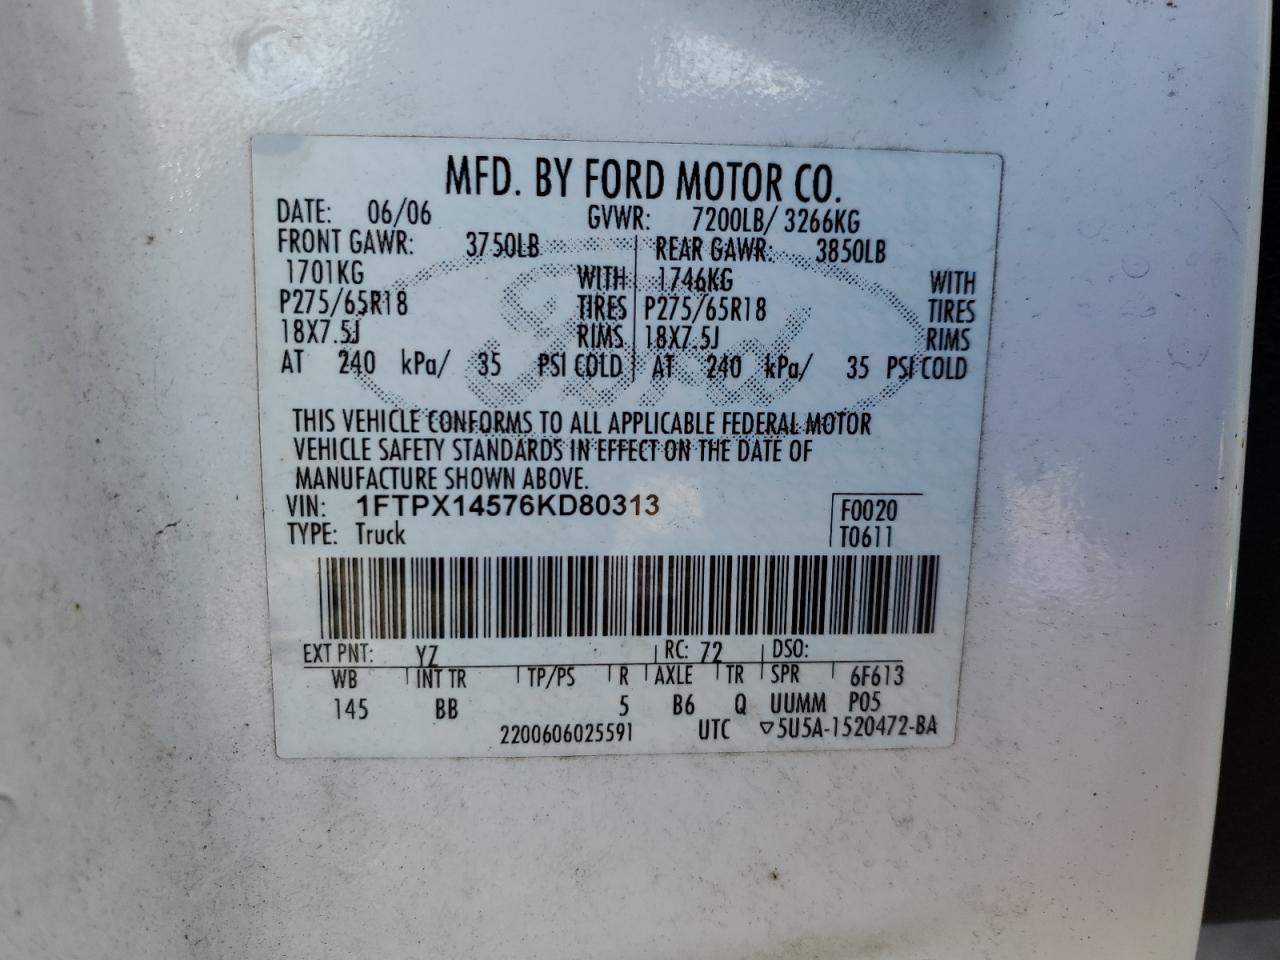 MFD. BY FORD MOTOR CO.
DATE: 06/06 GVWR: 7200LB/ 3266KG
FRONT GAWR: 3750LB REAR GAWR: 3850LB
1701KG WITH 1746KG WITH
P275/65R18 TIRES P275/65R18 TIRES
18X7.5J RIMS 18X7.5J RIMS
AT 240 kPa/ 35 PSI COLD AT 240 kPa/ 35 PSI COLD
Ford
THIS VEHICLE CONFORMS TO ALL APPLICABLE FEDERAL MOTOR
VEHICLE SAFETY STANDARDS IN EFFECT ON THE DATE OF
MANUFACTURE SHOWN ABOVE.
VIN: 1FTPX14576KD80313 F0020
TYPE: Truck T0611
EXT PNT: YZ RC: 72 DSO:
WB INT TR TP/PS R AXLE TR SPR 6F613
145 BB 5 B6 Q UUMM P05
2200606025591 UTC ▽5U5A-1520472-BA